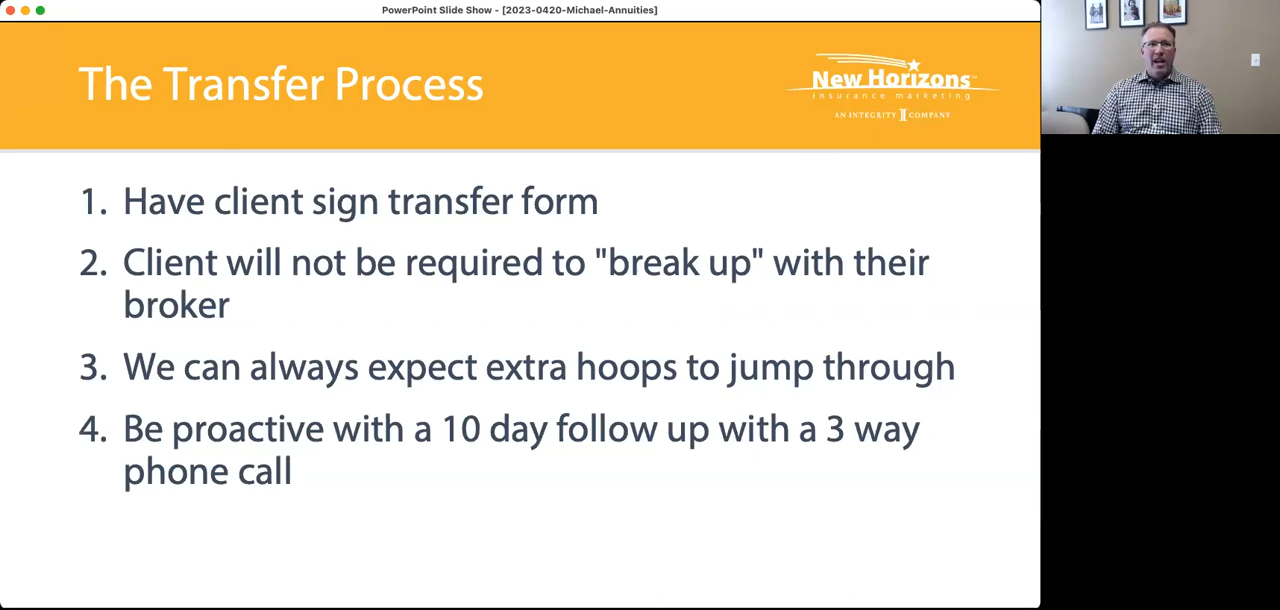 PowerPoint Slide Show - [2023-0420-Michael-Annuities]
The Transfer Process
New Horizons™
insurance marketing
AN INTEGRITY COMPANY
1. Have client sign transfer form
2. Client will not be required to "break up" with their
broker
3. We can always expect extra hoops to jump through
4. Be proactive with a 10 day follow up with a 3 way
phone call